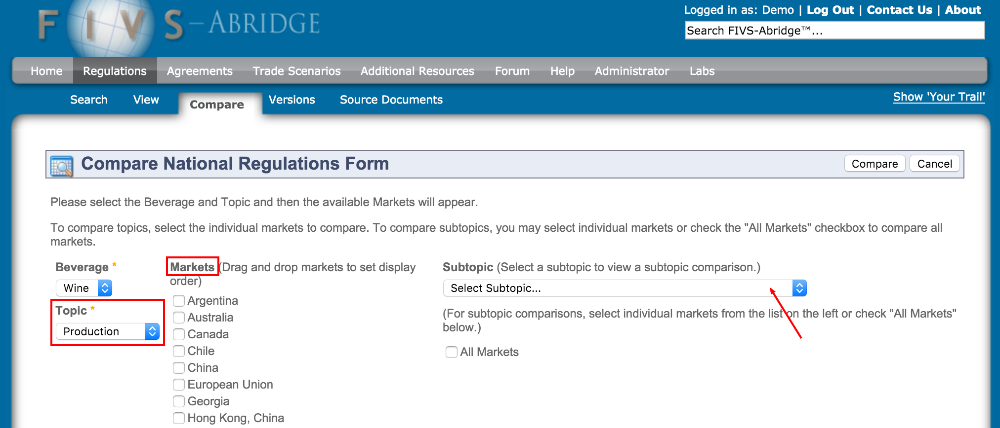 FIVS–ABRIDGE
Logged in as: Demo | Log Out | Contact Us | About
Search FIVS-Abridge™...
Home Regulations Agreements Trade Scenarios Additional Resources Forum Help Administrator Labs
Search View Compare Versions Source Documents Show 'Your Trail'
Compare National Regulations Form Compare Cancel
Please select the Beverage and Topic and then the available Markets will appear.
To compare topics, select the individual markets to compare. To compare subtopics, you may select individual markets or check the "All Markets" checkbox to compare all
markets.
Beverage *
Wine
Topic *
Production
Markets (Drag and drop markets to set display
order)
Argentina
Australia
Canada
Chile
China
European Union
Georgia
Hong Kong, China
Subtopic (Select a subtopic to view a subtopic comparison.)
Select Subtopic...
(For subtopic comparisons, select individual markets from the list on the left or check "All Markets"
below.)
All Markets